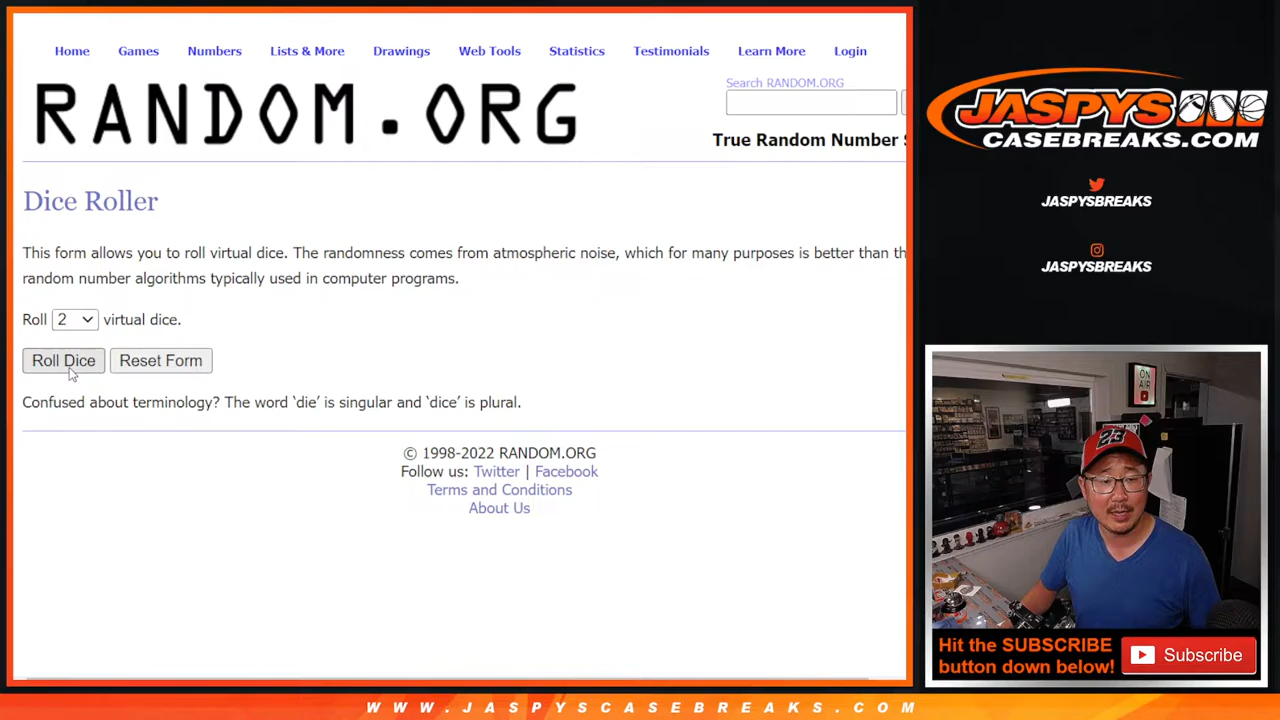 Home Games Numbers Lists & More Drawings Web Tools Statistics Testimonials Learn More Login
RANDOM.ORG
Search RANDOM.ORG
True Random Number
Dice Roller
This form allows you to roll virtual dice. The randomness comes from atmospheric noise, which for many purposes is better than the
random number algorithms typically used in computer programs.
Roll 2 virtual dice.
Roll Dice Reset Form
Confused about terminology? The word ‘die’ is singular and ‘dice’ is plural.
© 1998-2022 RANDOM.ORG
Follow us: Twitter | Facebook
Terms and Conditions
About Us
JASPYS
CASEBREAKS.COM
JASPYSBREAKS
JASPYSBREAKS
ON
AIR
23
Hit the SUBSCRIBE
button down below!
Subscribe
WWW.JASPYSCASEBREAKS.COM